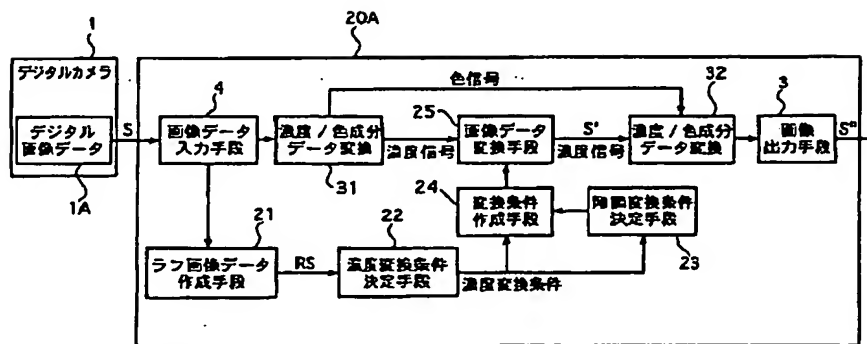 20A
1
デジタルカメラ
デジタル
画像データ
1A
S
4
画像データ
入力手段
濃度/色成分
データ変換
31
色信号
濃度信号
25
画像データ
変換手段
S'
濃度信号
32
濃度/色成分
データ変換
3
画像
出力手段
S"
24
変換条件
作成手段
階調変換条件
決定手段
23
21
ラフ画像データ
作成手段
RS
22
濃度変換条件
決定手段
濃度変換条件